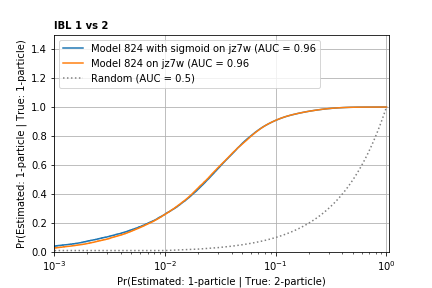 IBL 1 vs 2
Pr(Estimated: 1-particle | True: 1-particle)
1.4
1.2
1.0
0.8
0.6
0.4
0.2
0.0
Model 824 with sigmoid on jz7w (AUC = 0.96
Model 824 on jz7w (AUC = 0.96
Random (AUC = 0.5)
10⁻³
10⁻²
10⁻¹
10⁰
Pr(Estimated: 1-particle | True: 2-particle)